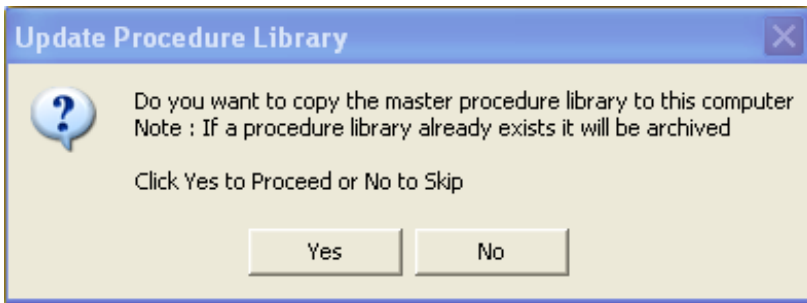 Update Procedure Library
Do you want to copy the master procedure library to this computer
Note : If a procedure library already exists it will be archived
Click Yes to Proceed or No to Skip
Yes
No